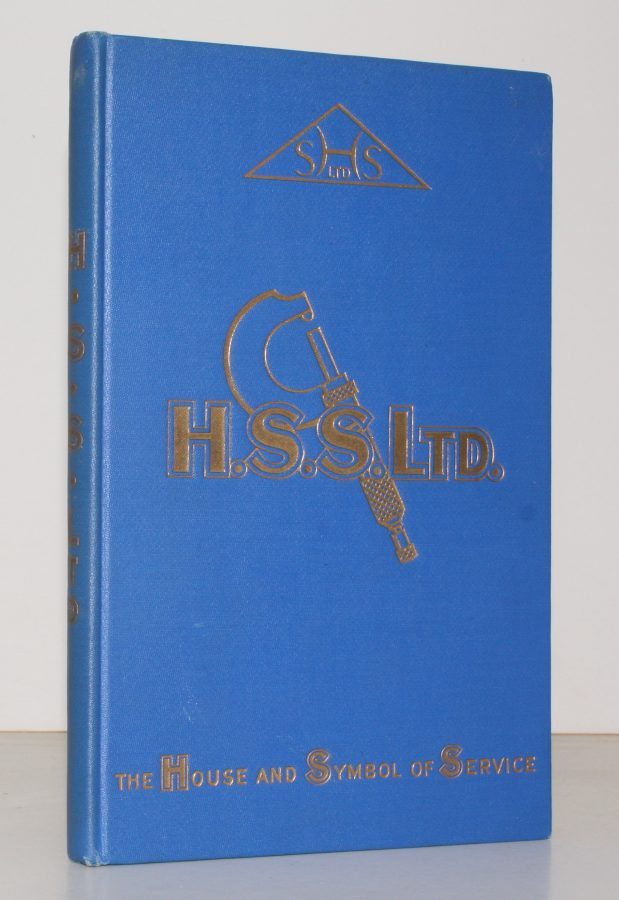 SHS
LTD
H.S.S. LTD.
THE HOUSE AND SYMBOL OF SERVICE
H.S.S.LTD